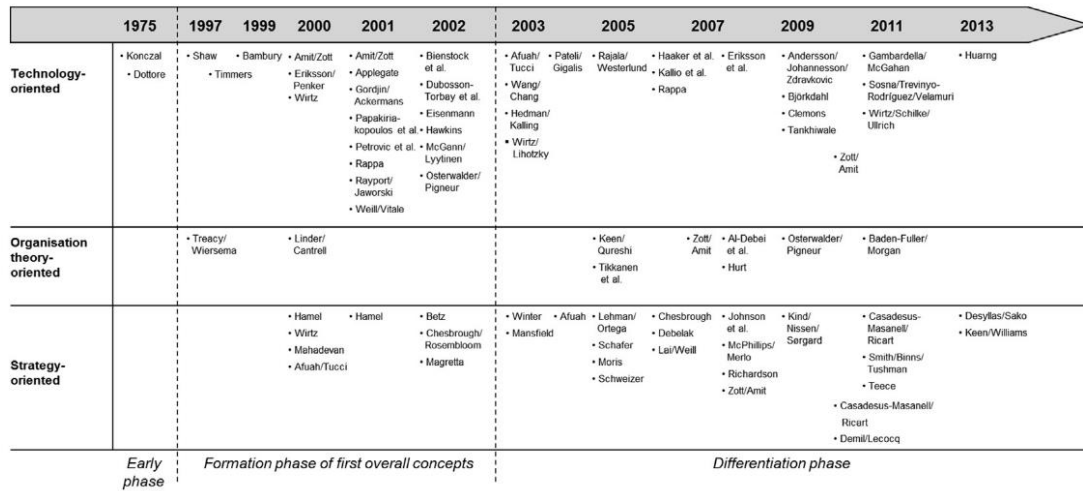 1975 1997 1999 2000 2001 2002 2003 2005 2007 2009 2011 2013
Technology-
oriented
• Konczal
• Dottore
• Shaw
• Timmers
• Bambury
• Amit/Zott
• Eriksson/
Penker
• Wirtz
• Amit/Zott
• Applegate
• Gordjin/
Ackermans
• Papakiria-
kopoulos et al.
• Petrovic et al.
• Rappa
• Rayport/
Jaworski
• Weill/Vitale
• Bienstock
et al.
• Dubosson-
Torbay et al.
• Eisenmann
• Hawkins
• McGann/
Lyytinen
• Osterwalder/
Pigneur
• Afuah/
Tucci
• Wang/
Chang
• Hedman/
Kalling
• Wirtz/
Lihotzky
• Pateli/
Gigalis
• Rajala/
Westerlund
• Haaker et al.
• Kallio et al.
• Rappa
• Eriksson et al.
• Andersson/
Johannesson/
Zdravkovic
• Björkdahl
• Clemons
• Tankhiwale
• Zott/
Amit
• Gambardella/
McGahan
• Sosna/Trevinyo-
Rodríguez/Velamuri
• Wirtz/Schilke/
Ullrich
• Huarng
Organisation
theory-
oriented
• Treacy/
Wiersema
• Linder/
Cantrell
• Keen/
Qureshi
• Tikkanen
et al.
• Zott/
Amit
• Al-Debei
et al.
• Hurt
• Osterwalder/
Pigneur
• Baden-Fuller/
Morgan
Strategy-
oriented
• Hamel
• Wirtz
• Mahadevan
• Afuah/Tucci
• Hamel
• Betz
• Chesbrough/
Rosembloom
• Magretta
• Winter
• Mansfield
• Afuah
• Lehman/
Ortega
• Schafer
• Moris
• Schweizer
• Chesbrough
• Debelak
• Lai/Weill
• Johnson
et al.
• McPhillips/
Merlo
• Richardson
• Zott/Amit
• Kind/
Nissen/
Sørgard
• Casadesus-
Masanell/
Ricart
• Smith/Binns/
Tushman
• Teece
• Casadesus-Masanell/
Ricart
• Demil/Lecocq
• Desyllas/Sako
• Keen/Williams
Early
phase
Formation phase of first overall concepts
Differentiation phase